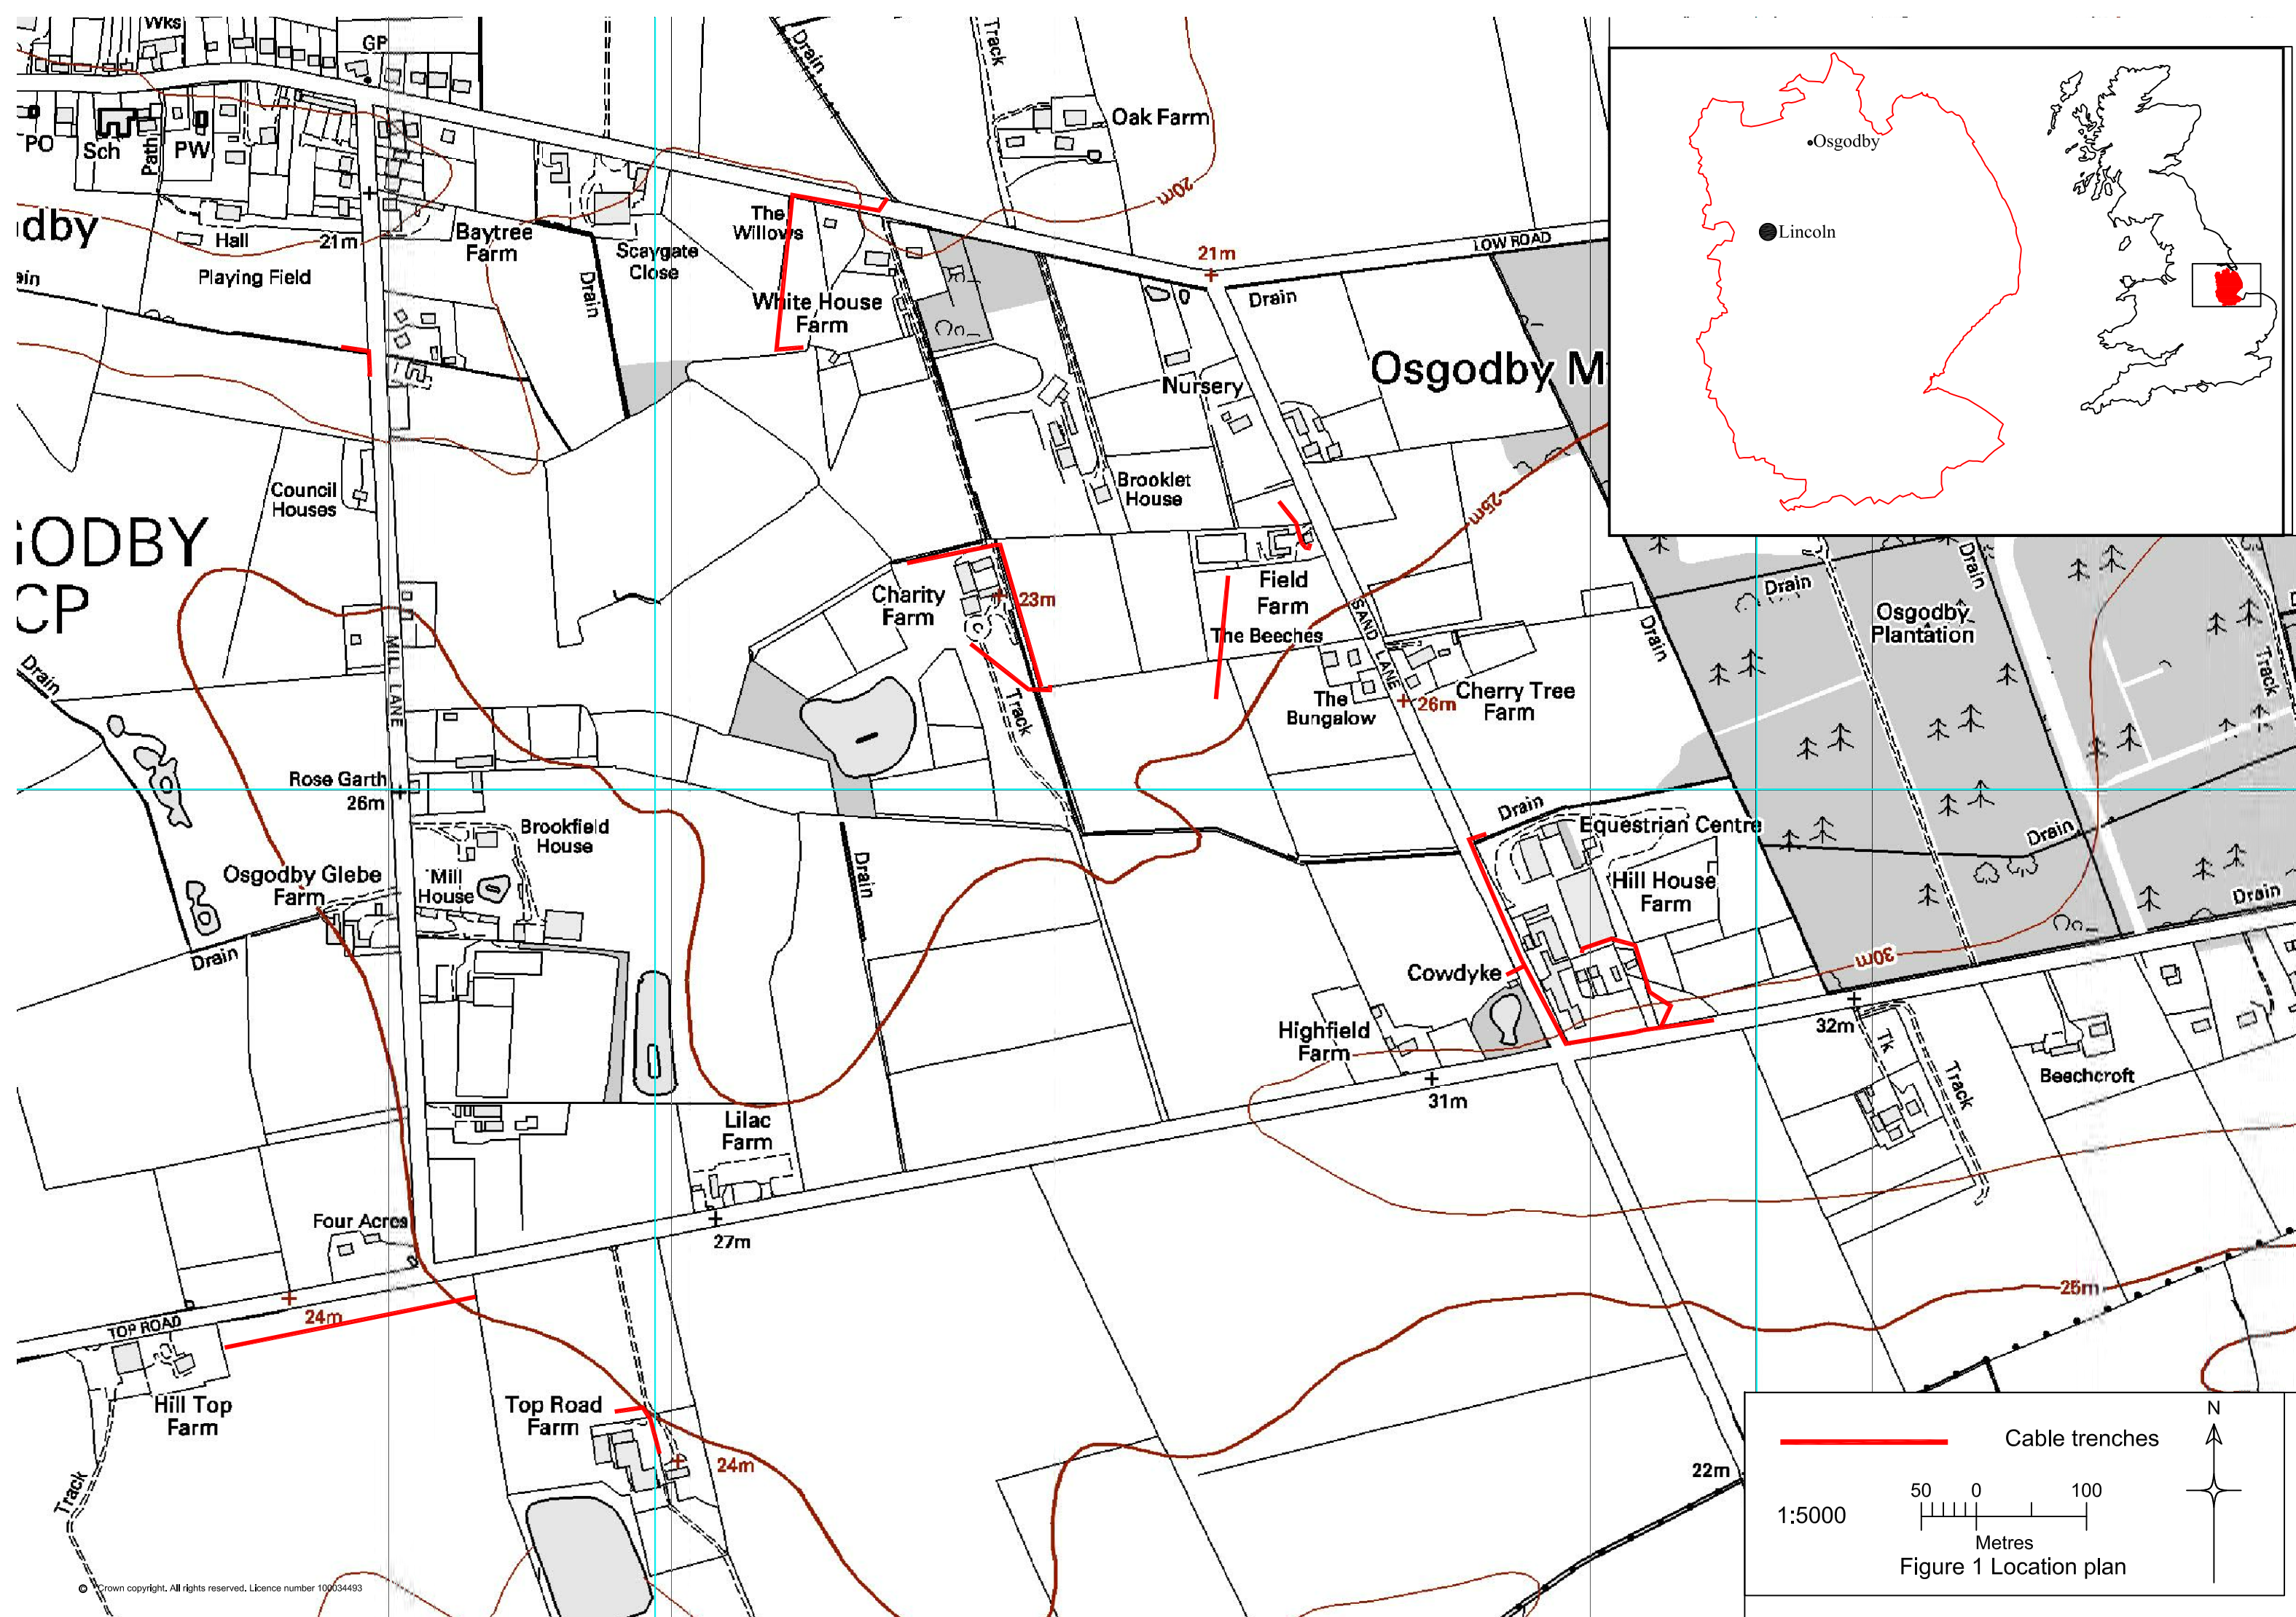 Wks
GP
Drain
Track
Oak Farm
PO
Sch
Path
PW
20m
dby
Hall
21m
Baytree
Farm
The
Willows
Scaygate
Close
Playing Field
Drain
White House
Farm
21m
LOW ROAD
Drain
Osgodby M
Nursery
Council
Houses
Brooklet
House
25m
GODBY
CP
Charity
Farm
23m
C
Field
Farm
The Beeches
SAND LANE
Drain
Drain
Drain
Osgodby
Plantation
Track
Drain
MILL LANE
Track
The
Bungalow
26m
Cherry Tree
Farm
Rose Garth
26m
Brookfield
House
Drain
Equestrian Centre
Drain
Osgodby Glebe
Farm
Mill
House
Drain
Hill House
Farm
Drain
Drain
Cowdyke
30m
Highfield
Farm
32m
Tk
Track
Beechcroft
31m
Lilac
Farm
Four Acres
27m
24m
TOP ROAD
25m
Hill Top
Farm
Top Road
Farm
24m
22m
Track
© Crown copyright. All rights reserved. Licence number 100034493
Osgodby
Lincoln
Cable trenches
N
1:5000
50 0 100
Metres
Figure 1 Location plan